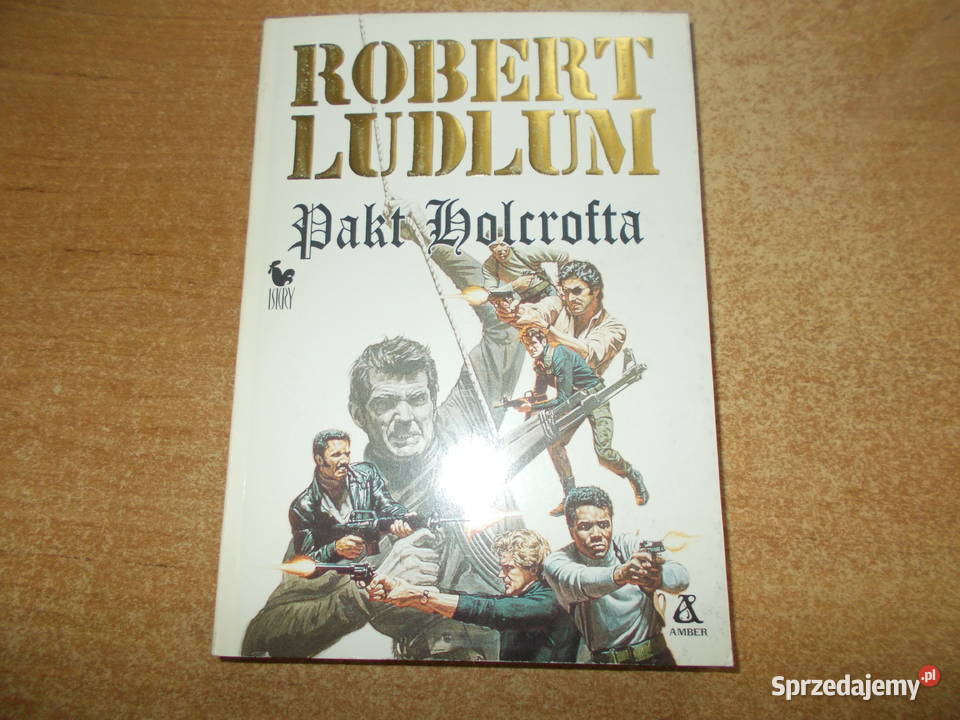 ROBERT
LUDLUM
Pakt Holcrofta
ISKRY
AMBER
Sprzedajemy.pl